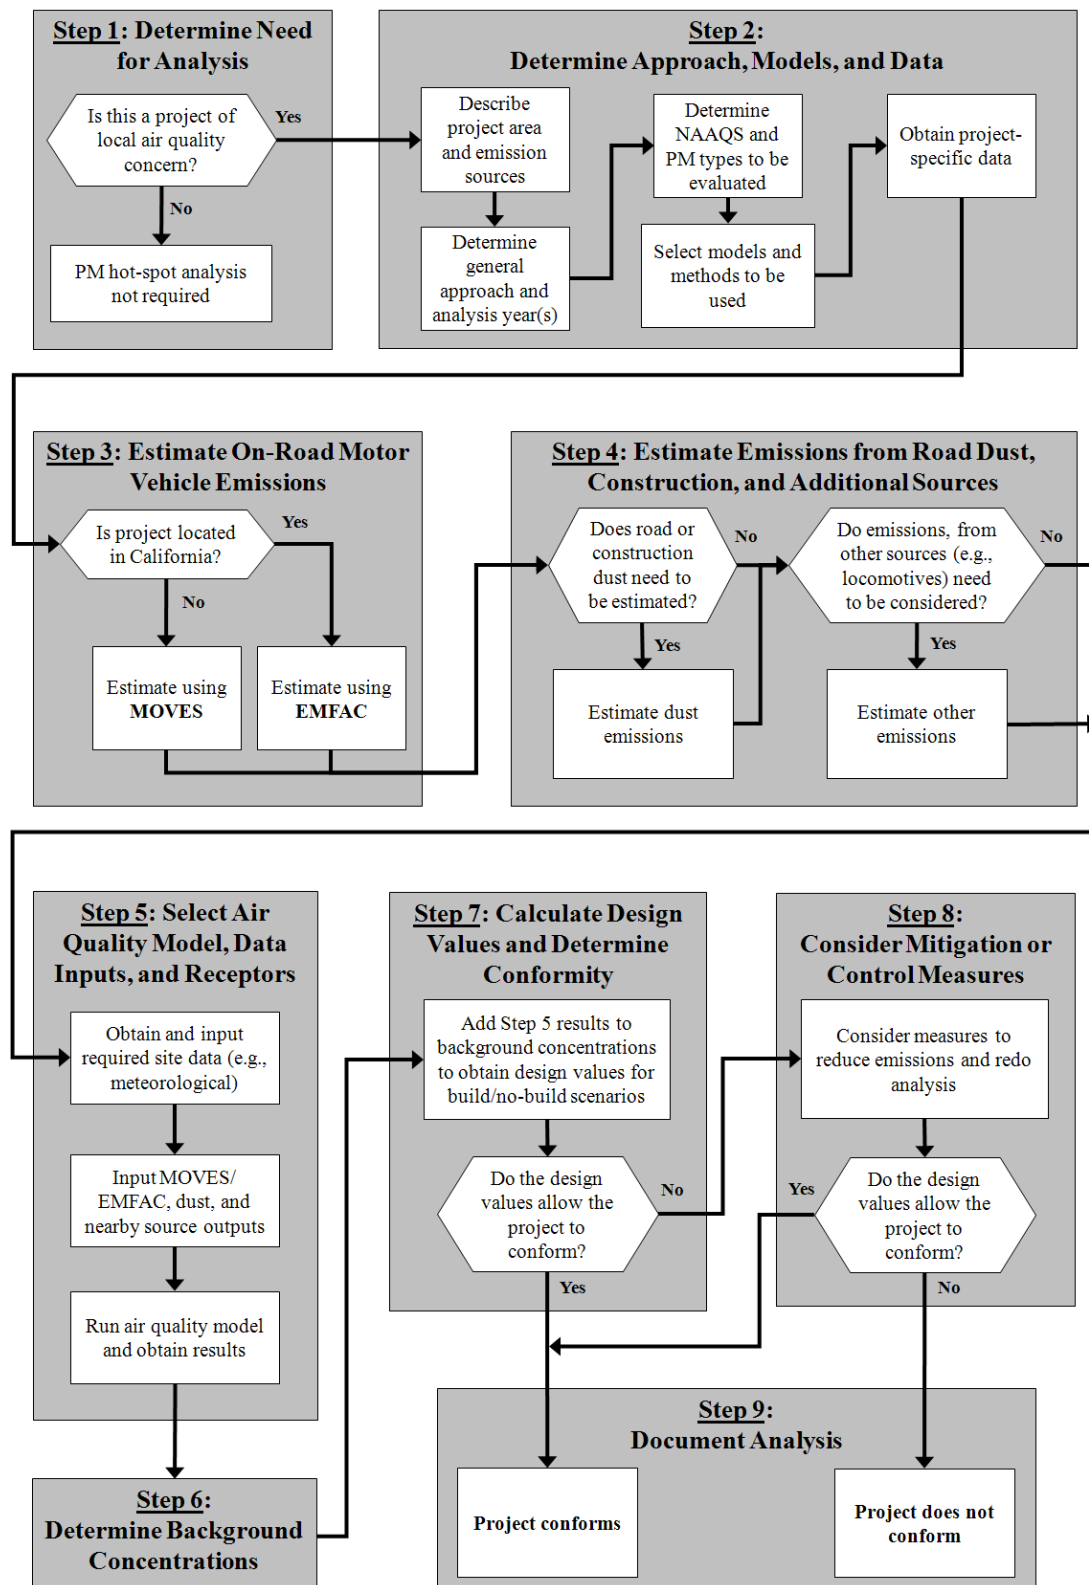 Step 1: Determine Need
for Analysis
Is this a project of
local air quality
concern?
Yes
No
PM hot-spot analysis
not required
Step 2:
Determine Approach, Models, and Data
Describe
project area
and emission
sources
Determine
general
approach and
analysis year(s)
Determine
NAAQS and
PM types to be
evaluated
Select models and
methods to be
used
Obtain project-
specific data
Step 3: Estimate On-Road Motor
Vehicle Emissions
Is project located
in California?
Yes
No
Estimate using
MOVES
Estimate using
EMFAC
Step 4: Estimate Emissions from Road Dust,
Construction, and Additional Sources
Does road or
construction
dust need to
be estimated?
No
Yes
Estimate dust
emissions
Do emissions, from
other sources (e.g.,
locomotives) need
to be considered?
No
Yes
Estimate other
emissions
Step 5: Select Air
Quality Model, Data
Inputs, and Receptors
Obtain and input
required site data (e.g.,
meteorological)
Input MOVES/
EMFAC, dust, and
nearby source outputs
Run air quality model
and obtain results
Step 6:
Determine Background
Concentrations
Step 7: Calculate Design
Values and Determine
Conformity
Add Step 5 results to
background concentrations
to obtain design values for
build/no-build scenarios
Do the design
values allow the
project to
conform?
No
Yes
Step 8:
Consider Mitigation or
Control Measures
Consider measures to
reduce emissions and redo
analysis
Do the design
values allow the
project to
conform?
Yes
No
Step 9:
Document Analysis
Project conforms
Project does not
conform